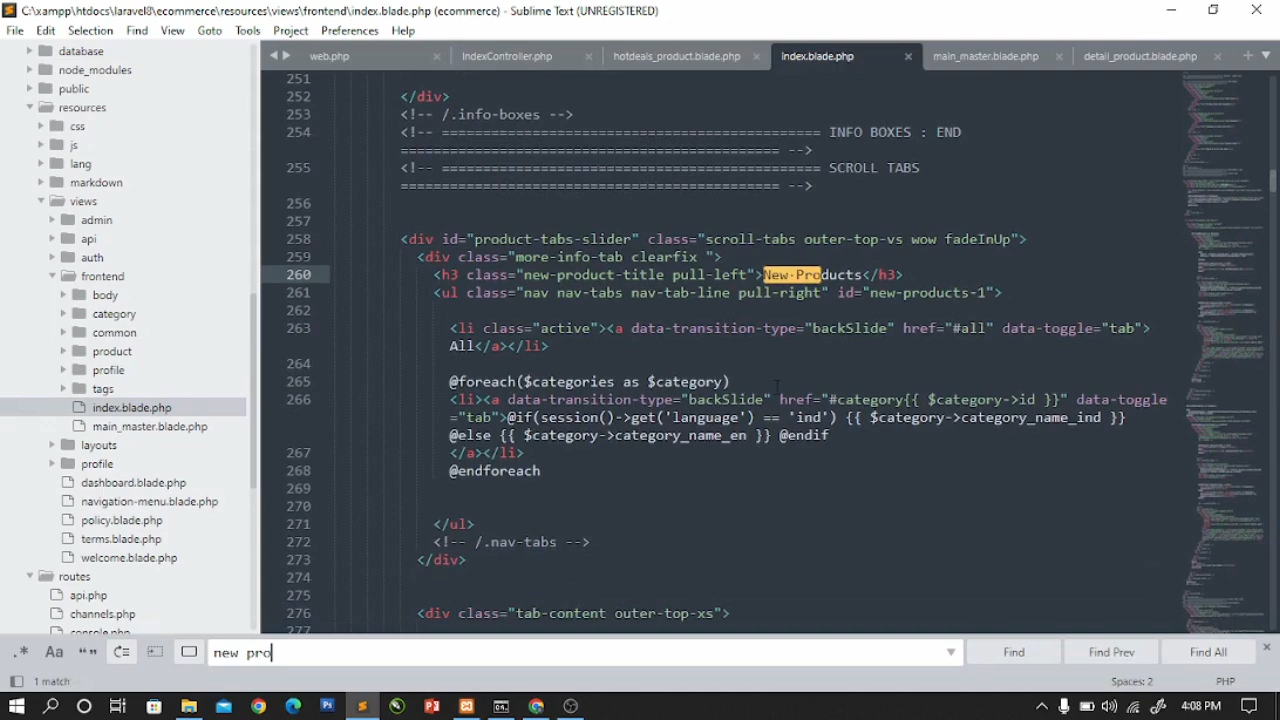 C:\xampp\htdocs\laravel8\ecommerce\resources\views\frontend\index.blade.php (ecommerce) - Sublime Text (UNREGISTERED)
File Edit Selection Find View Goto Tools Project Preferences Help
web.php IndexController.php hotdeals_product.blade.php index.blade.php main_master.blade.php detail_product.blade.php
database
node_modules
public
resources
css
js
lang
markdown
views
admin
api
auth
frontend
body
category
common
product
profile
tags
index.blade.php
main_master.blade.php
layouts
profile
dashboard.blade.php
navigation-menu.blade.php
policy.blade.php
terms.blade.php
welcome.blade.php
routes
api.php
channels.php
console.php
251
252 </div>
253 <!-- /.info-boxes -->
254 <!-- ============================================== INFO BOXES : END
============================================== -->
255 <!-- ============================================== SCROLL TABS
============================================== -->
256
257
258 <div id="product-tabs-slider" class="scroll-tabs outer-top-vs wow fadeInUp">
259 <div class="more-info-tab clearfix ">
260 <h3 class="new-product-title pull-left">New Products</h3>
261 <ul class="nav nav-tabs nav-tab-line pull-right" id="new-products-1">
262
263 <li class="active"><a data-transition-type="backSlide" href="#all" data-toggle="tab">
All</a></li>
264
265 @foreach($categories as $category)
266 <li><a data-transition-type="backSlide" href="#category{{ $category->id }}" data-toggle
="tab">@if(session()->get('language') == 'ind') {{ $category->category_name_ind }}
@else {{ $category->category_name_en }} @endif
267 </a></li>
268 @endforeach
269
270
271 </ul>
272 <!-- /.nav-tabs -->
273 </div>
274
275
276 <div class="tab-content outer-top-xs">
277
.* Aa “” new pro Find Find Prev Find All
1 match Spaces: 2 PHP
4:08 PM